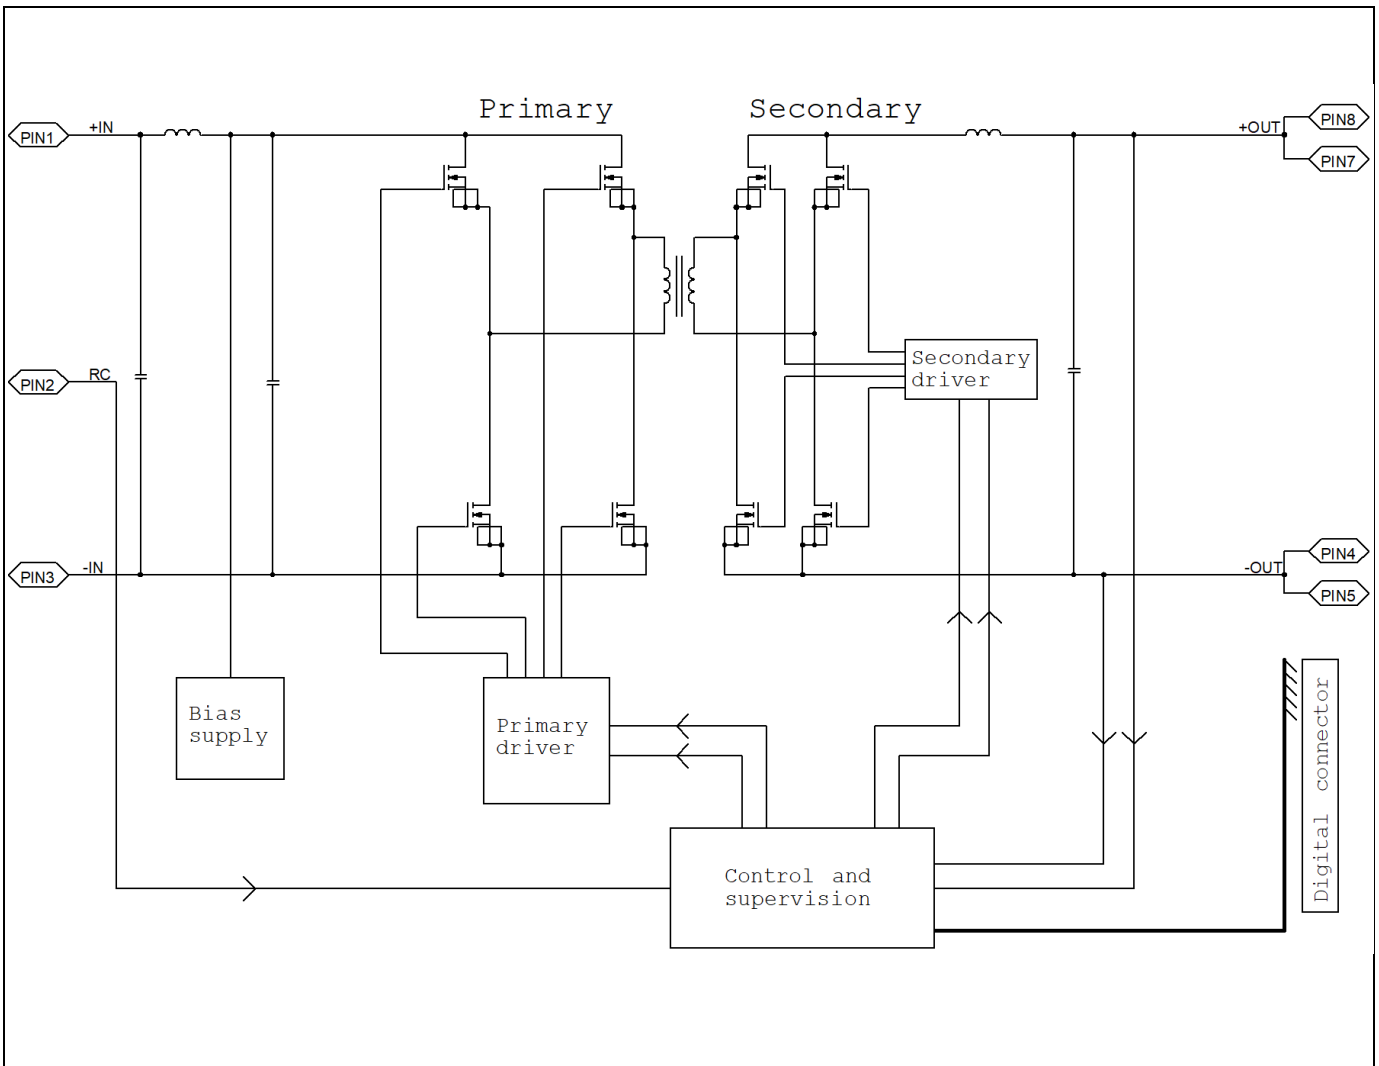 Primary
Secondary
PIN1
+IN
+OUT
PIN8
PIN7
PIN2
RC
Secondary
driver
PIN3
-IN
-OUT
PIN4
PIN5
Bias
supply
Primary
driver
Digital connector
Control and
supervision